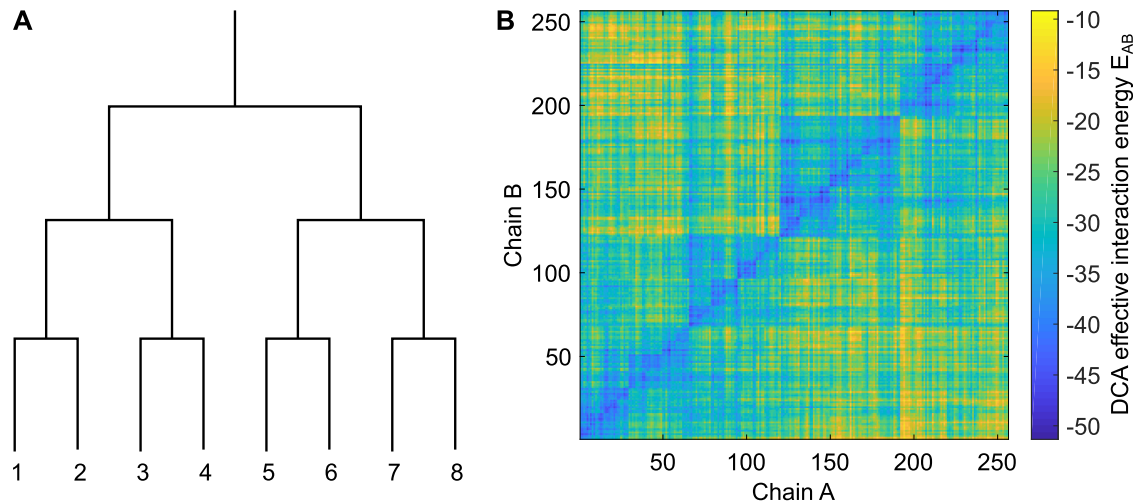 A
1 2 3 4 5 6 7 8
B
250
200
150
100
50
Chain B
50 100 150 200 250
Chain A
-10
-15
-20
-25
-30
-35
-40
-45
-50
DCA effective interaction energy E_AB